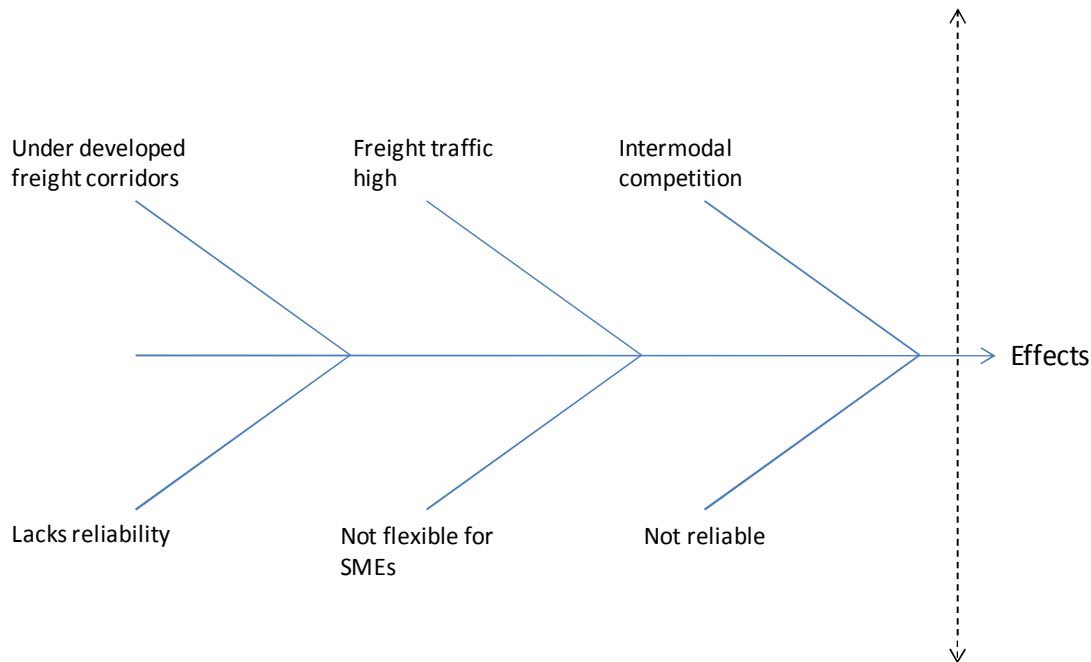 Under developed
freight corridors
Freight traffic
high
Intermodal
competition
Effects
Lacks reliability
Not flexible for
SMEs
Not reliable